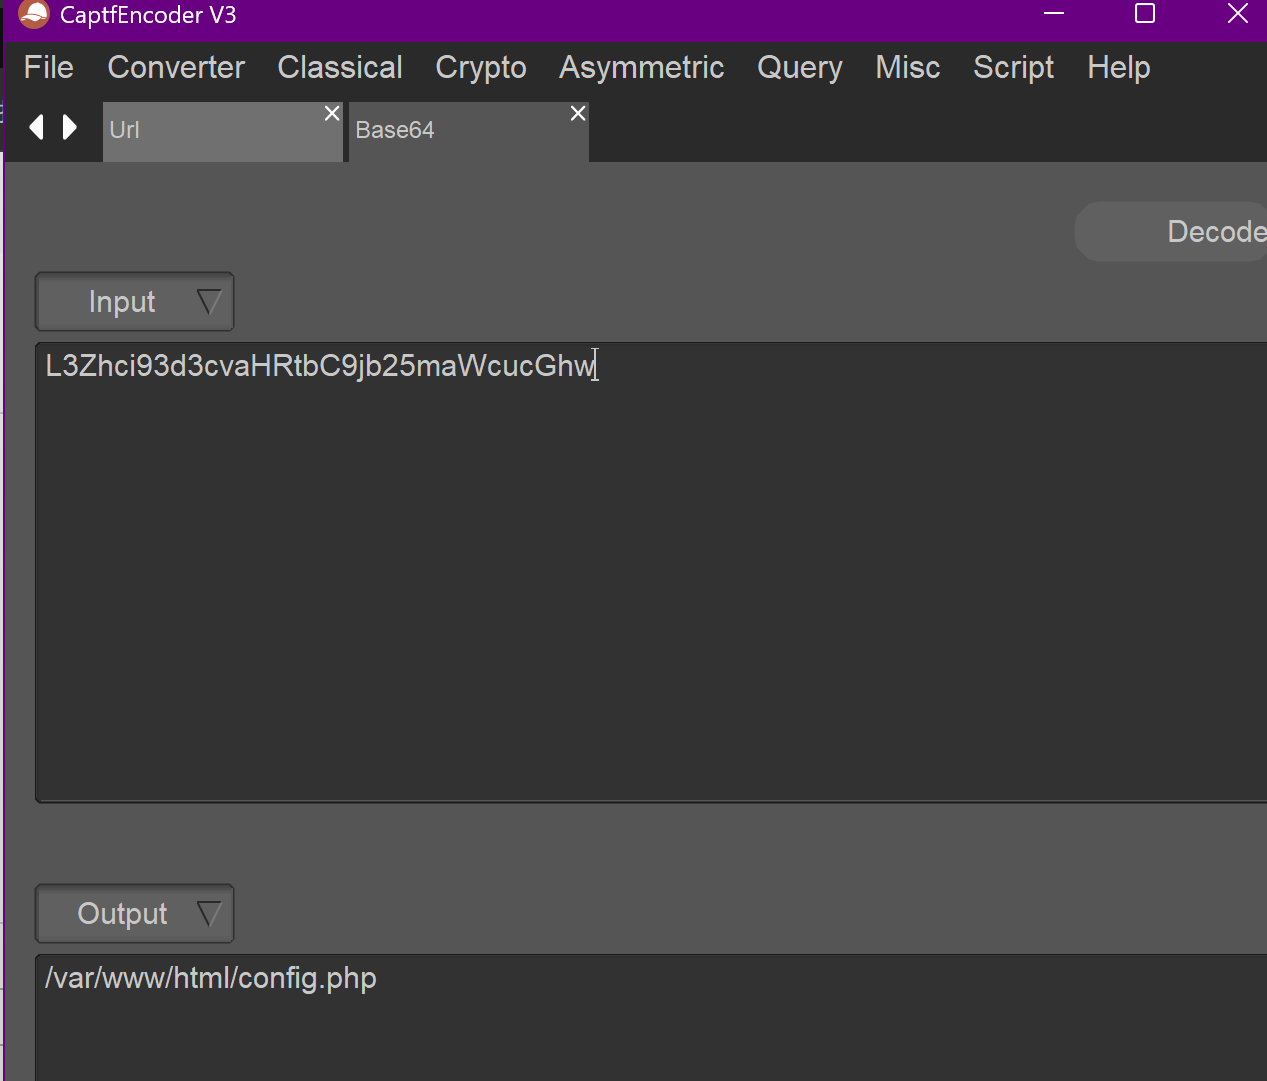 CaptfEncoder V3
File Converter Classical Crypto Asymmetric Query Misc Script Help
Url Base64
Decode
Input
L3Zhci93d3cvaHRtbC9jb25maWcucGhw
Output
/var/www/html/config.php